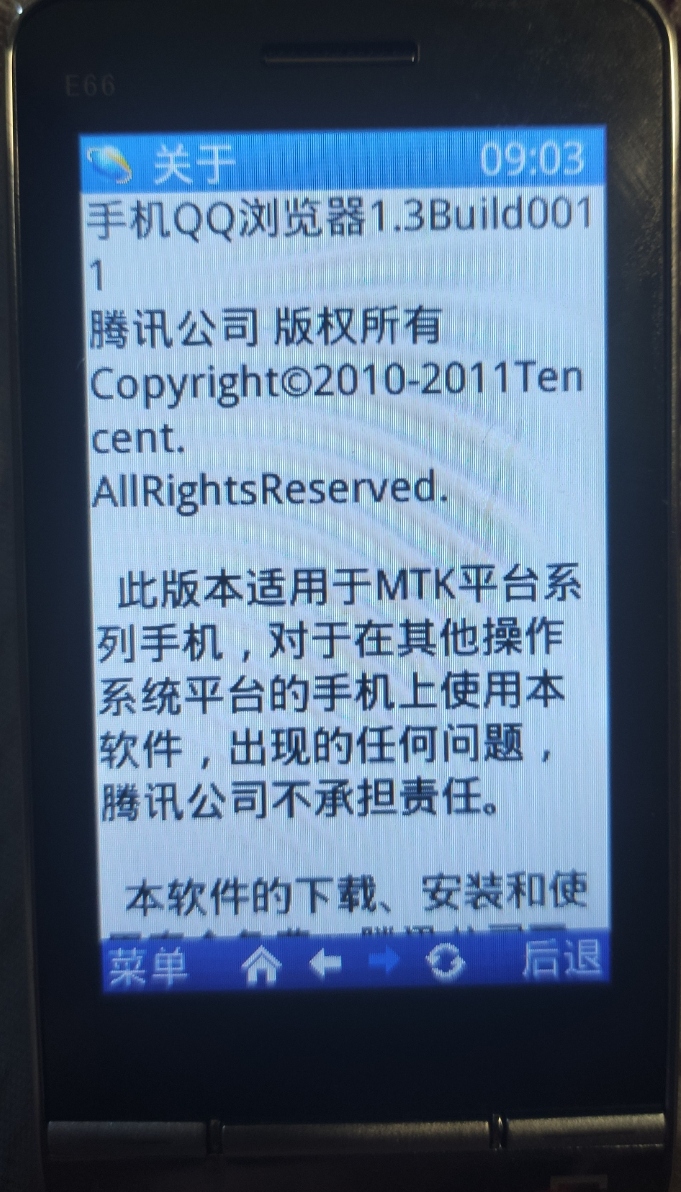 E66
关于 09:03
手机QQ浏览器1.3Build001
1
腾讯公司 版权所有
Copyright©2010-2011Ten
cent.
AllRightsReserved.
此版本适用于MTK平台系
列手机，对于在其他操作
系统平台的手机上使用本
软件，出现的任何问题，
腾讯公司不承担责任。
本软件的下载、安装和使
菜单 后退